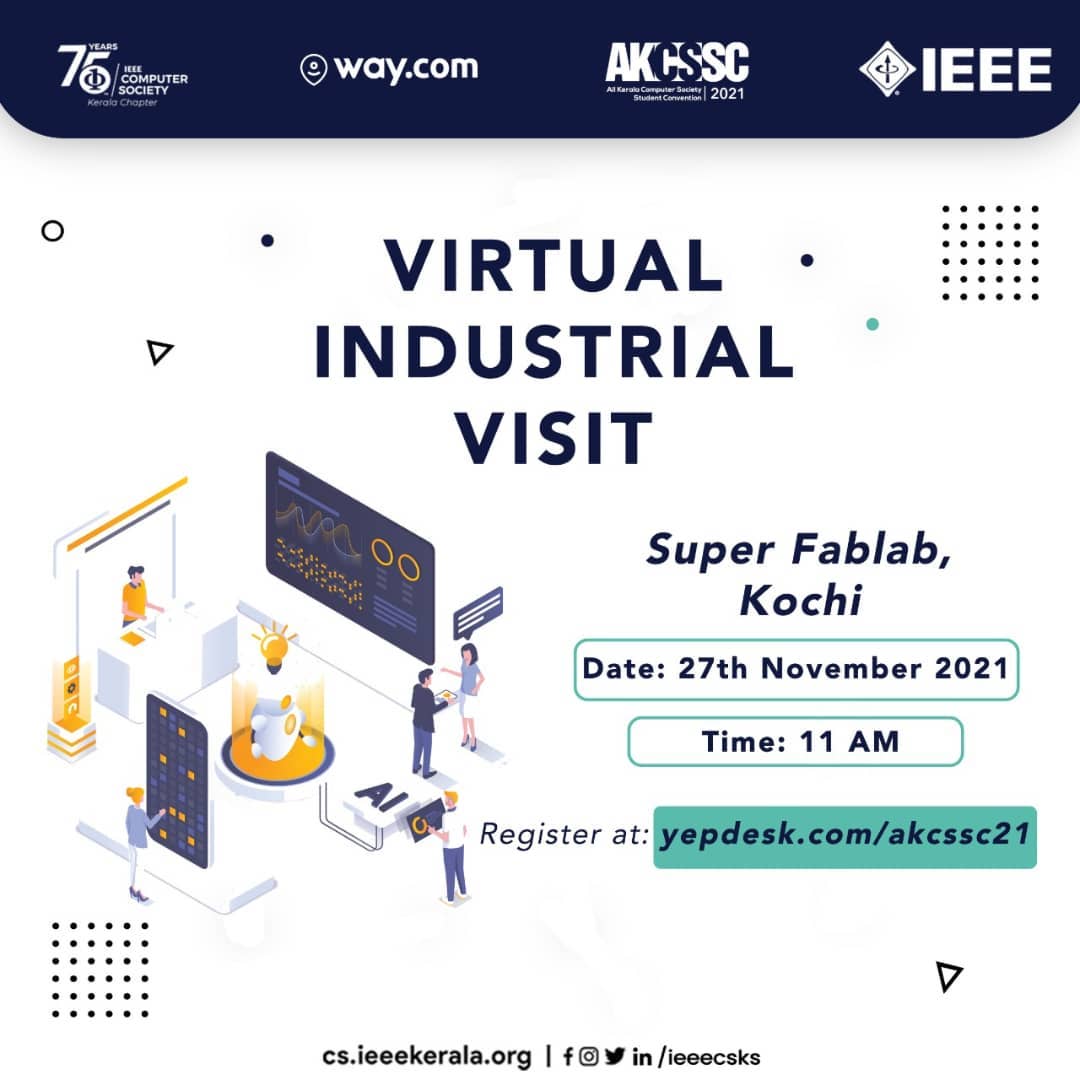 75 YEARS
IEEE
COMPUTER
SOCIETY
Kerala Chapter
way.com
AKCSSC
All Kerala Computer Society
Student Convention | 2021
IEEE
VIRTUAL
INDUSTRIAL
VISIT
Super Fablab,
Kochi
Date: 27th November 2021
Time: 11 AM
AI
Register at: yepdesk.com/akcssc21
cs.ieeekerala.org | /ieeecsks